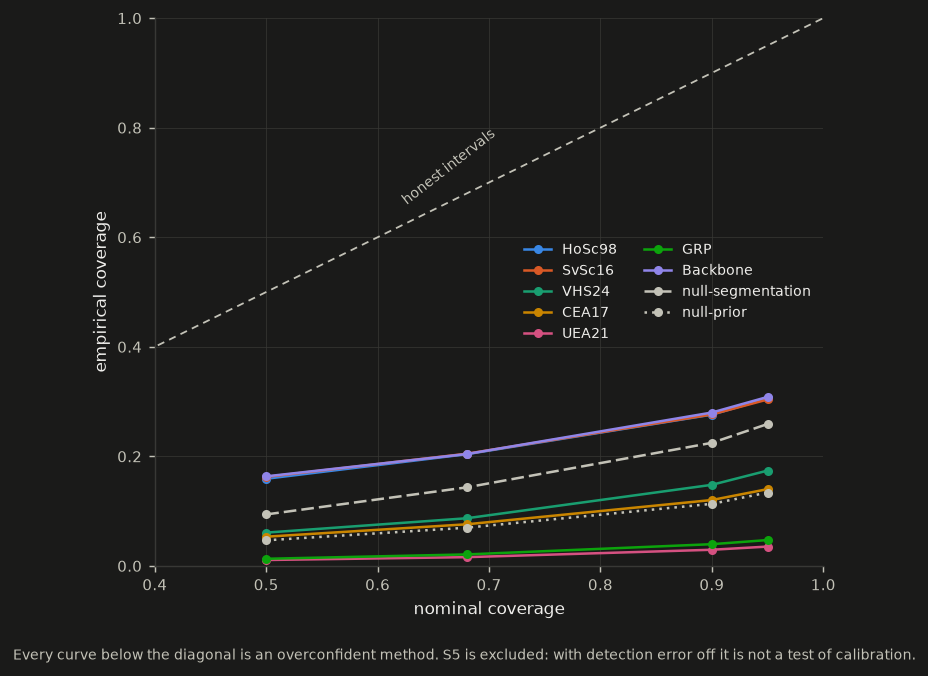 1.0
0.8
0.6
0.4
0.2
0.0
empirical coverage
honest intervals
HoSc98
SvSc16
VHS24
CEA17
UEA21
GRP
Backbone
null-segmentation
null-prior
0.4 0.5 0.6 0.7 0.8 0.9 1.0
nominal coverage
Every curve below the diagonal is an overconfident method. S5 is excluded: with detection error off it is not a test of calibration.